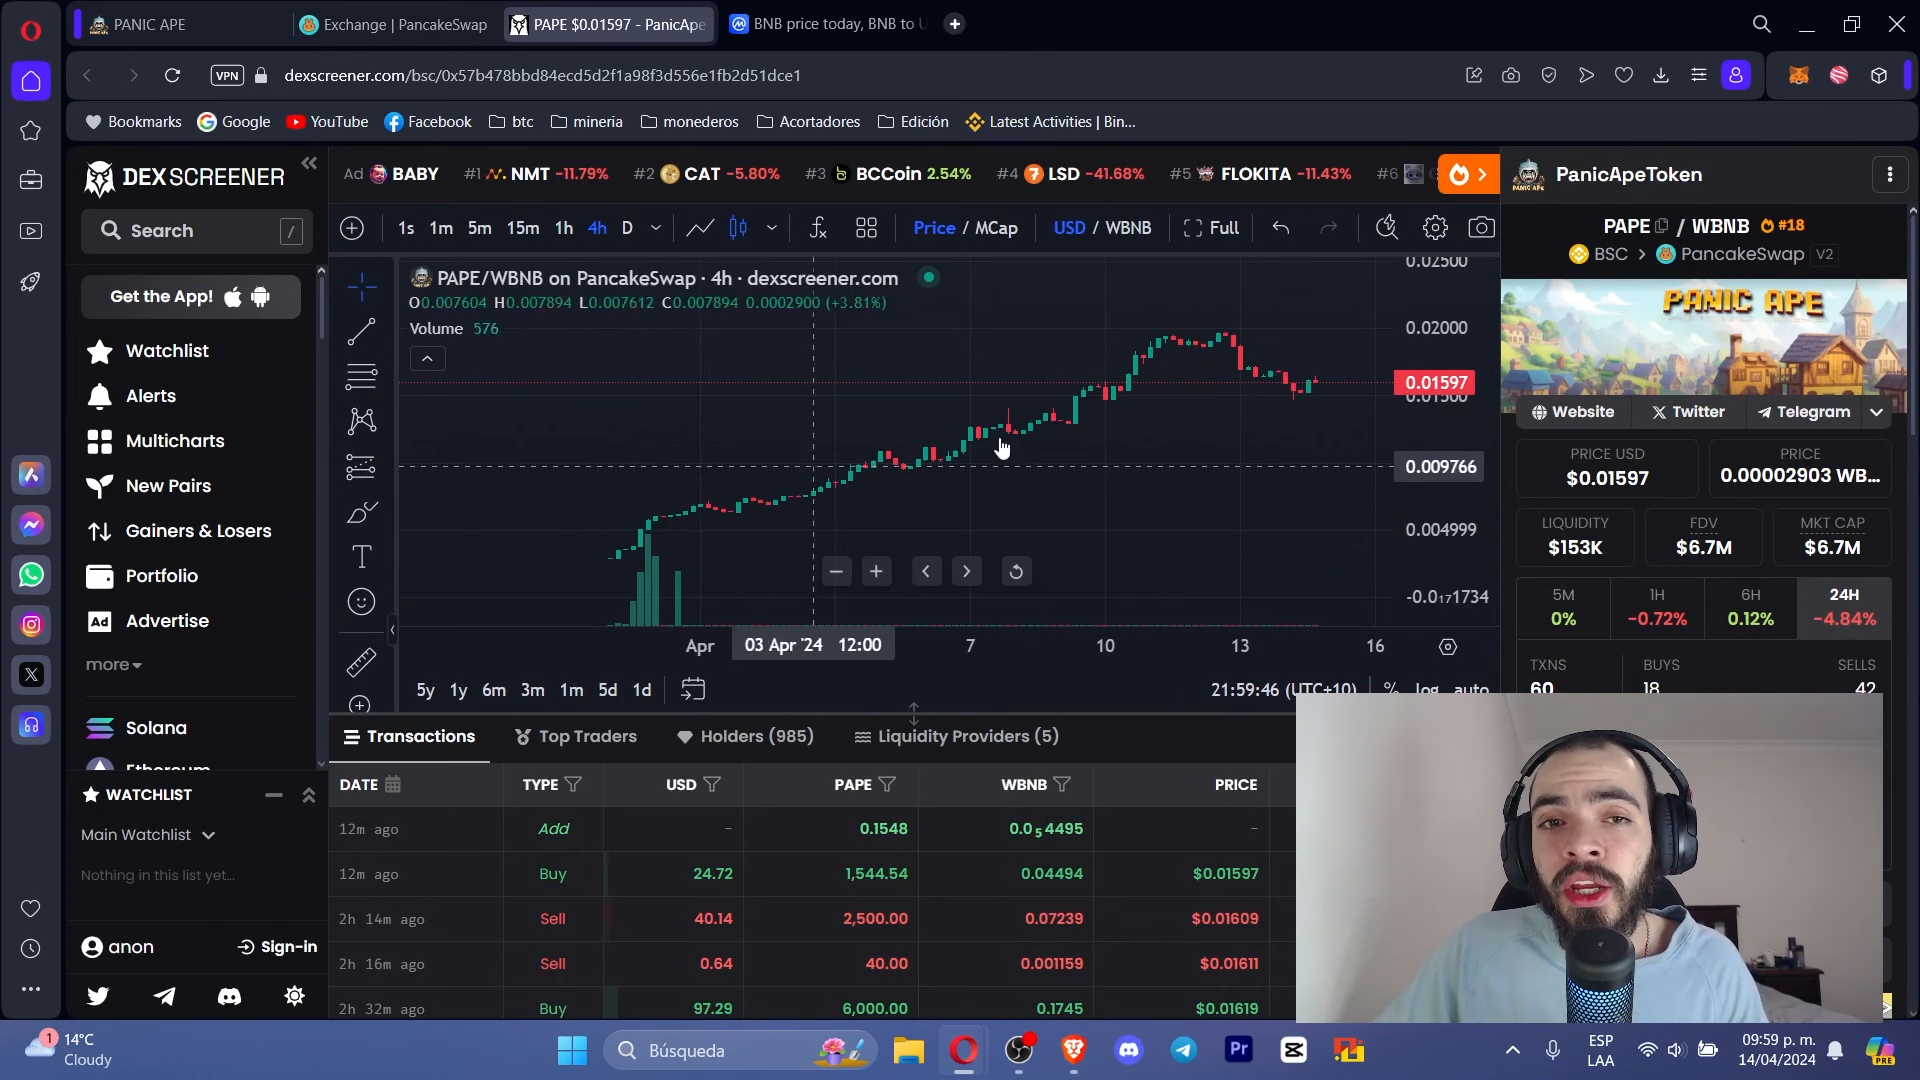 PANIC APE
Exchange | PancakeSwap
PAPE $0.01597 - PanicApe
BNB price today, BNB to U
VPN
dexscreener.com/bsc/0x57b478bbd84ecd5d2f1a98f3d556e1fb2d51dce1
Bookmarks
Google
YouTube
Facebook
btc
mineria
monederos
Acortadores
Edición
Latest Activities | Bin...
DEXSCREENER
Search
/
Get the App!
Watchlist
Alerts
Multicharts
New Pairs
Gainers & Losers
Portfolio
Ad Advertise
more
Solana
WATCHLIST
Main Watchlist
Nothing in this list yet...
anon
Sign-in
Ad BABY #1 NMT -11.79% #2 CAT -5.80% #3 BCCoin 2.54% #4 LSD -41.68% #5 FLOKITA -11.43% #6
1s 1m 5m 15m 1h 4h D Price / MCap USD / WBNB Full
PAPE/WBNB on PancakeSwap · 4h · dexscreener.com
O0.007604 H0.007894 L0.007612 C0.007894 0.0002900 (+3.81%)
Volume 576
0.02500
0.02000
0.01597
0.01500
0.009766
0.004999
-0.0₁₇1734
Apr 03 Apr '24 12:00 7 10 13 16
5y 1y 6m 3m 1m 5d 1d 21:59:46 (UTC+10) % log auto
Transactions
Top Traders
Holders (985)
Liquidity Providers (5)
DATE TYPE USD PAPE WBNB PRICE
12m ago Add - 0.1548 0.0₅4495 -
12m ago Buy 24.72 1,544.54 0.04494 $0.01597
2h 14m ago Sell 40.14 2,500.00 0.07239 $0.01609
2h 16m ago Sell 0.64 40.00 0.001159 $0.01611
2h 32m ago Buy 97.29 6,000.00 0.1745 $0.01619
PanicApeToken
PAPE / WBNB #18
BSC > PancakeSwap V2
PANIC APE
Website
Twitter
Telegram
PRICE USD
$0.01597
PRICE
0.00002903 WB...
LIQUIDITY
$153K
FDV
$6.7M
MKT CAP
$6.7M
5M
0%
1H
-0.72%
6H
0.12%
24H
-4.84%
TXNS
60
BUYS
18
SELLS
42
1
14°C
Cloudy
Búsqueda
Pr
ESP
LAA
09:59 p. m.
14/04/2024
PRE